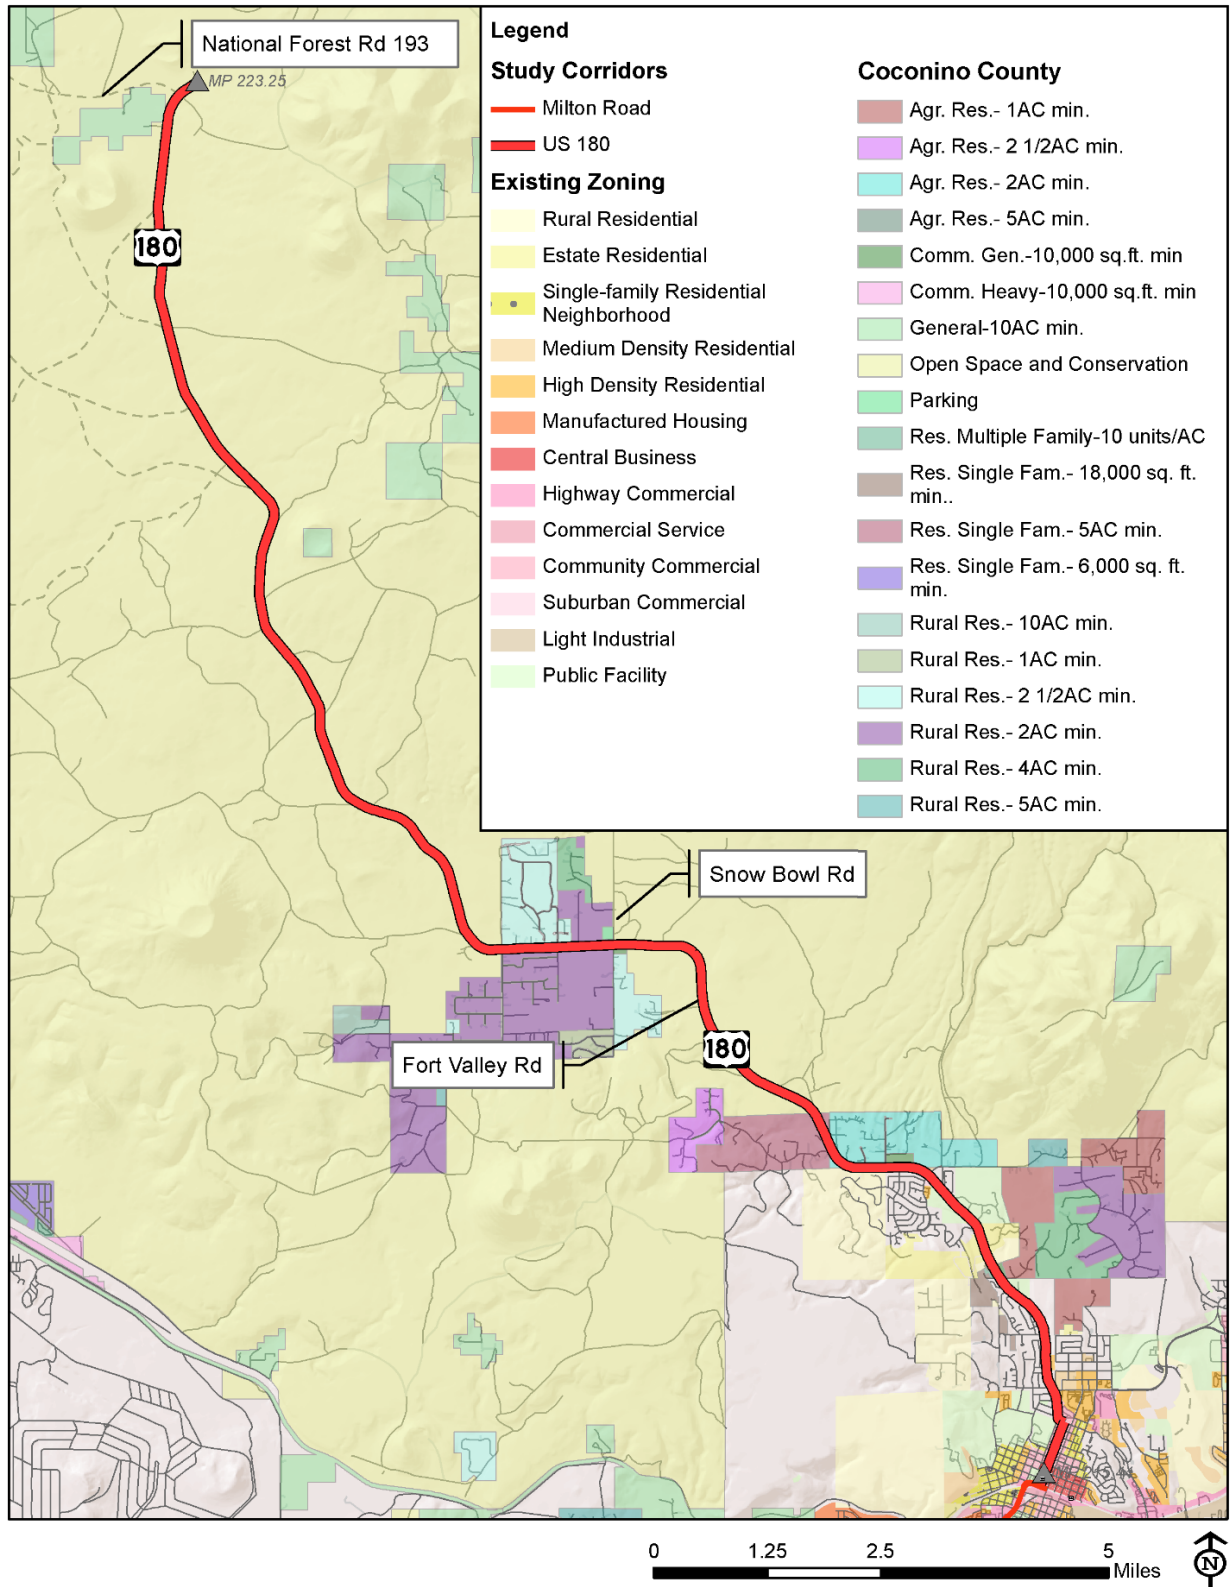 National Forest Rd 193
MP 223.25
180
Snow Bowl Rd
Fort Valley Rd
180
Legend
Study Corridors
Milton Road
US 180
Existing Zoning
Rural Residential
Estate Residential
Single-family Residential
Neighborhood
Medium Density Residential
High Density Residential
Manufactured Housing
Central Business
Highway Commercial
Commercial Service
Community Commercial
Suburban Commercial
Light Industrial
Public Facility
Coconino County
Agr. Res.- 1AC min.
Agr. Res.- 2 1/2AC min.
Agr. Res.- 2AC min.
Agr. Res.- 5AC min.
Comm. Gen.-10,000 sq.ft. min
Comm. Heavy-10,000 sq.ft. min
General-10AC min.
Open Space and Conservation
Parking
Res. Multiple Family-10 units/AC
Res. Single Fam.- 18,000 sq. ft.
min..
Res. Single Fam.- 5AC min.
Res. Single Fam.- 6,000 sq. ft.
min.
Rural Res.- 10AC min.
Rural Res.- 1AC min.
Rural Res.- 2 1/2AC min.
Rural Res.- 2AC min.
Rural Res.- 4AC min.
Rural Res.- 5AC min.
0 1.25 2.5 5
Miles
N